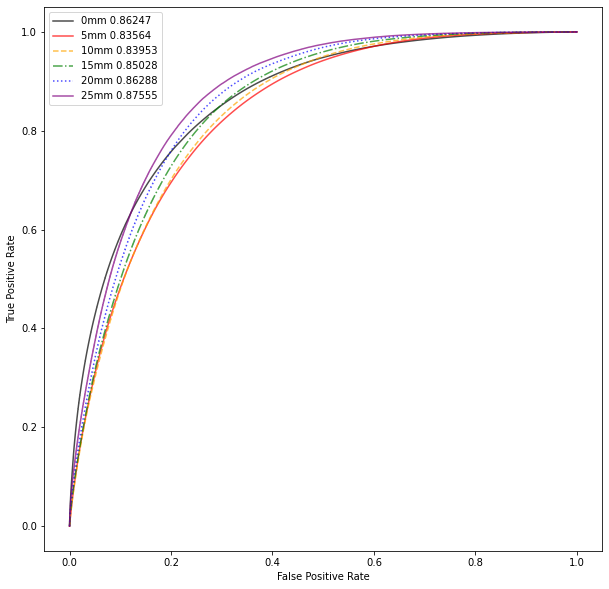 0mm 0.86247
5mm 0.83564
10mm 0.83953
15mm 0.85028
20mm 0.86288
25mm 0.87555
1.0
0.8
0.6
0.4
0.2
0.0
True Positive Rate
0.0 0.2 0.4 0.6 0.8 1.0
False Positive Rate